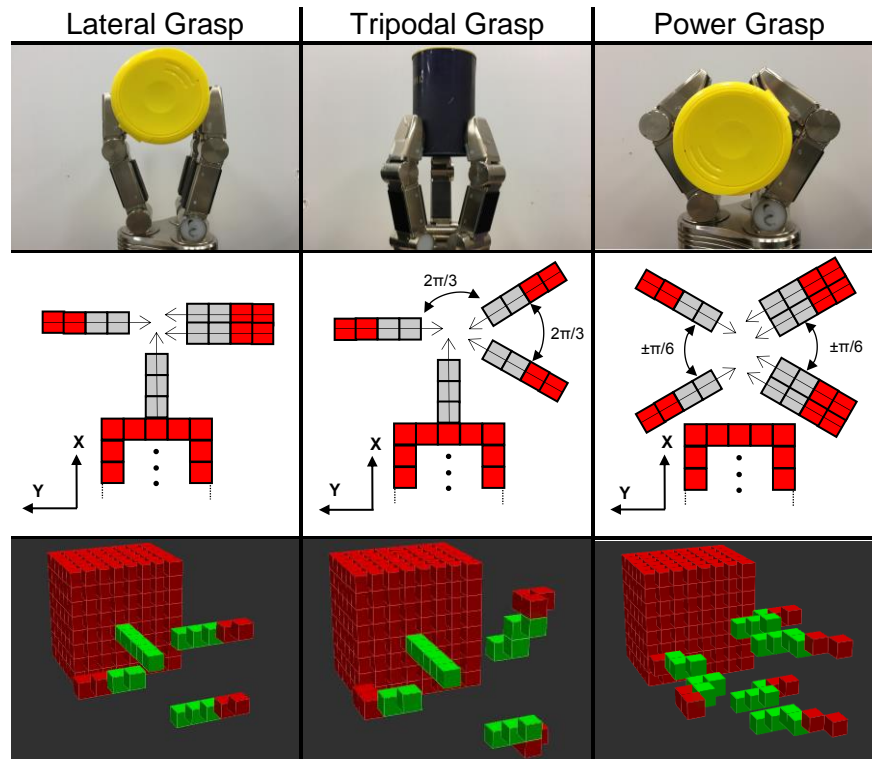 Lateral Grasp
Tripodal Grasp
Power Grasp
X
Y
2π/3
2π/3
X
Y
±π/6
±π/6
X
Y